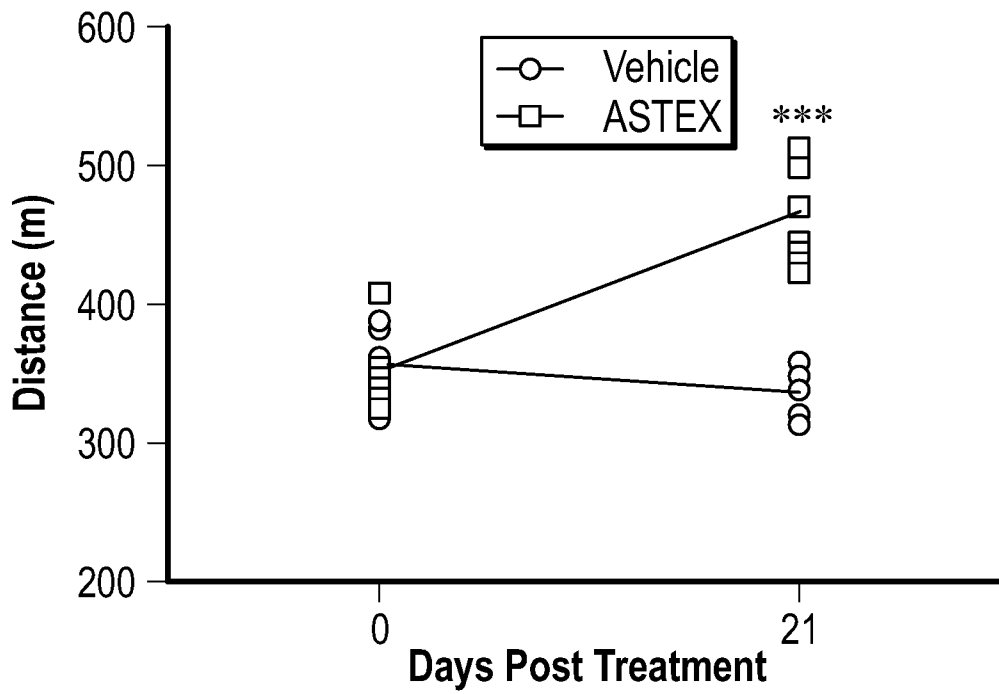 600
500
400
300
200
Distance (m)
Vehicle
ASTEX
***
0
21
Days Post Treatment